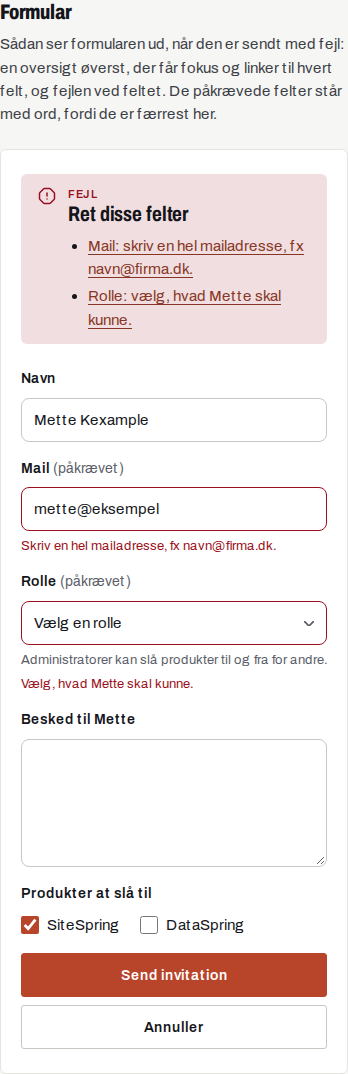 Formular
Sådan ser formularen ud, når den er sendt med fejl:
en oversigt øverst, der får fokus og linker til hvert
felt, og fejlen ved feltet. De påkrævede felter står
med ord, fordi de er færrest her.
FEJL
Ret disse felter
Mail: skriv en hel mailadresse, fx
navn@firma.dk.
Rolle: vælg, hvad Mette skal
kunne.
Navn
Mette Kexample
Mail (påkrævet)
mette@eksempel
Skriv en hel mailadresse, fx navn@firma.dk.
Rolle (påkrævet)
Vælg en rolle
Administratorer kan slå produkter til og fra for andre.
Vælg, hvad Mette skal kunne.
Besked til Mette
Produkter at slå til
SiteSpring DataSpring
Send invitation
Annuller